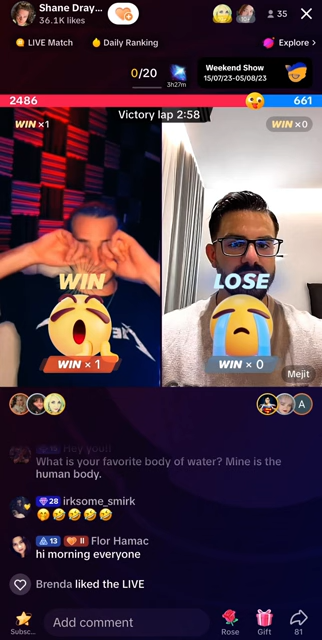 Shane Dray...
36.1K likes
35
LIVE Match
Daily Ranking
Explore >
0/20
3h27m
Weekend Show
15/07/23-05/08/23
2486
661
Victory lap 2:58
WIN ×1
WIN ×0
WIN
LOSE
WIN × 1
WIN × 0
Mejit
A
Hey you!!
What is your favorite body of water? Mine is the
human body.
28 irksome_smirk
13 II Flor Hamac
hi morning everyone
Brenda liked the LIVE
Subsc...
Add comment
Rose
Gift
81